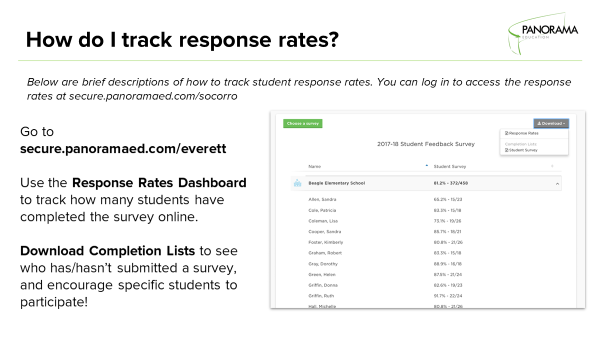 How do I track response rates?
PANORAMA
EDUCATION
Below are brief descriptions of how to track student response rates. You can log in to access the response
rates at secure.panoramaed.com/socorro
Go to
secure.panoramaed.com/everett
Use the Response Rates Dashboard
to track how many students have
completed the survey online.
Download Completion Lists to see
who has/hasn't submitted a survey,
and encourage specific students to
participate!
Choose a survey
Download
Response Rates
Completion Lists
Student Survey
2017-18 Student Feedback Survey
Name Student Survey
Beagle Elementary School 81.2% - 372/458
Allen, Sandra 65.2% - 15/23
Cole, Patricia 83.3% - 15/18
Coleman, Lisa 73.1% - 19/26
Cooper, Sandra 85.7% - 18/21
Foster, Kimberly 80.8% - 21/26
Graham, Robert 83.3% - 15/18
Gray, Dorothy 88.9% - 16/18
Green, Helen 87.5% - 21/24
Griffin, Donna 82.6% - 19/23
Griffin, Ruth 91.7% - 22/24
Hall, Michelle 80.8% - 21/26